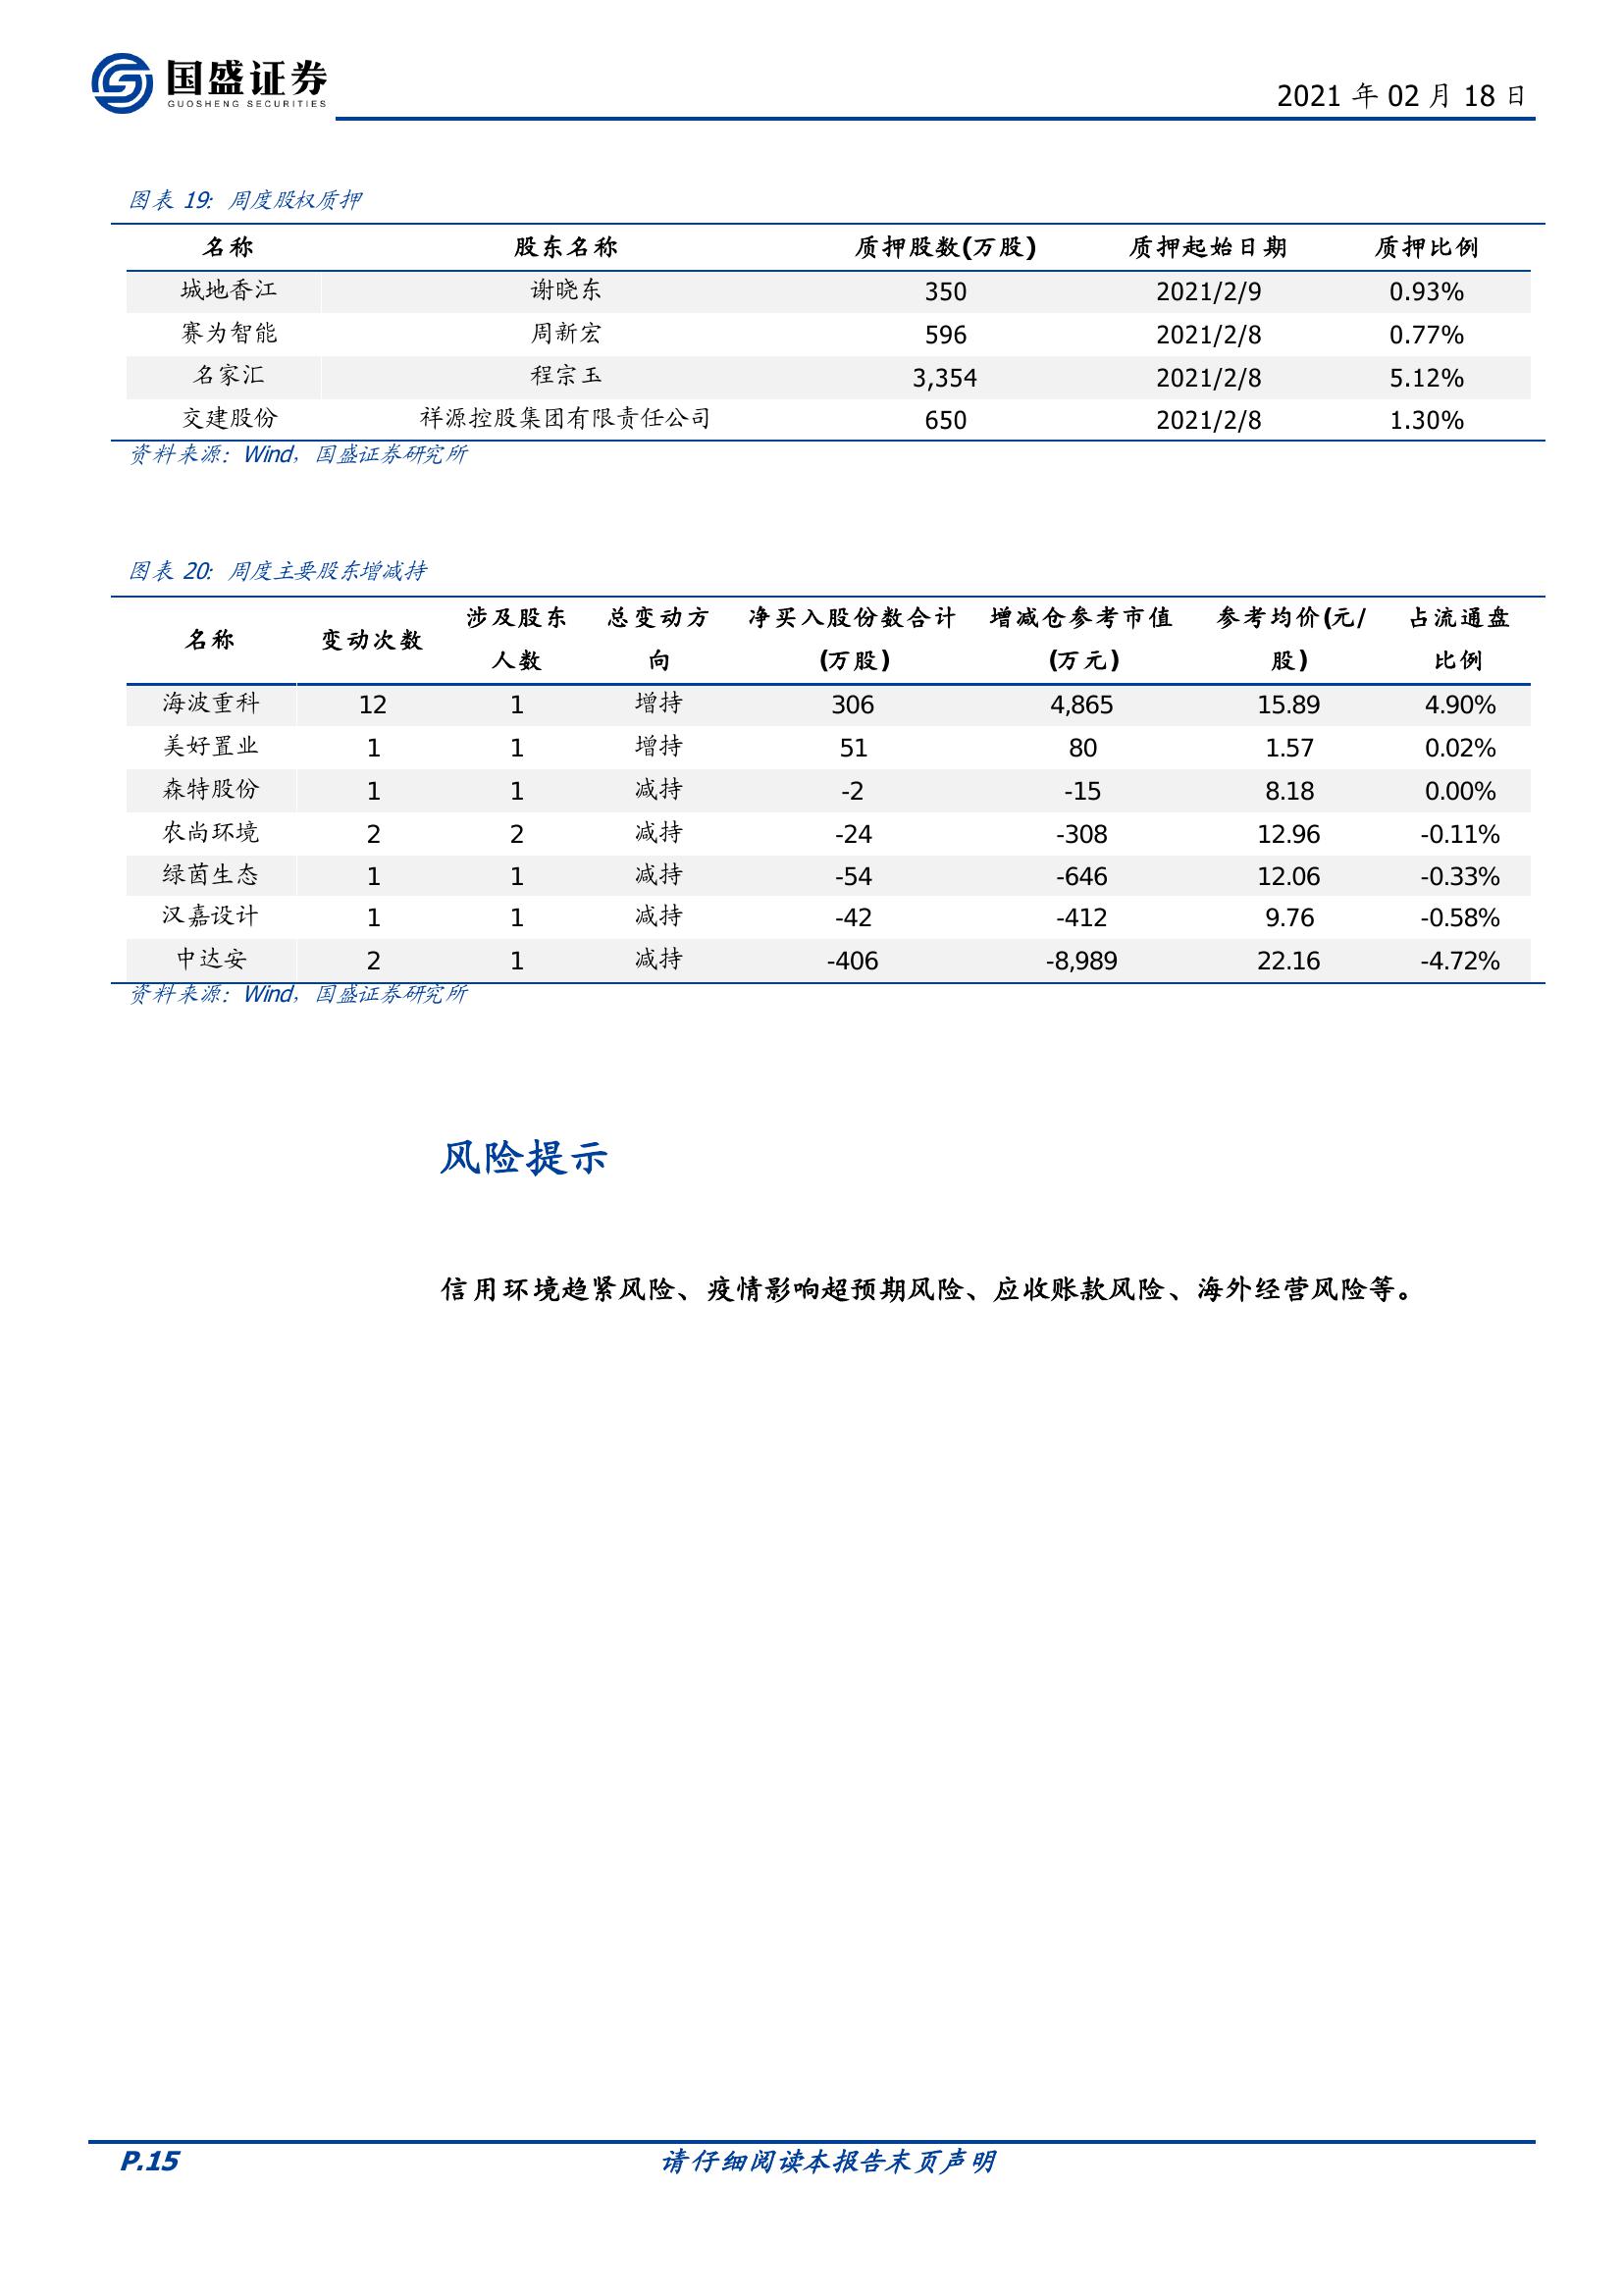 国盛证券
GUOSHENG SECURITIES
2021 年 02 月 18 日
图表 19: 周度股权质押
名称 股东名称 质押股数(万股) 质押起始日期 质押比例
城地香江 谢晓东 350 2021/2/9 0.93%
赛为智能 周新宏 596 2021/2/8 0.77%
名家汇 程宗玉 3,354 2021/2/8 5.12%
交建股份 祥源控股集团有限责任公司 650 2021/2/8 1.30%
资料来源：Wind，国盛证券研究所
图表 20: 周度主要股东增减持
名称 变动次数 涉及股东人数 总变动方向 净买入股份数合计(万股) 增减仓参考市值(万元) 参考均价(元/股) 占流通盘比例
海波重科 12 1 增持 306 4,865 15.89 4.90%
美好置业 1 1 增持 51 80 1.57 0.02%
森特股份 1 1 减持 -2 -15 8.18 0.00%
农尚环境 2 2 减持 -24 -308 12.96 -0.11%
绿茵生态 1 1 减持 -54 -646 12.06 -0.33%
汉嘉设计 1 1 减持 -42 -412 9.76 -0.58%
中达安 2 1 减持 -406 -8,989 22.16 -4.72%
资料来源：Wind，国盛证券研究所
风险提示
信用环境趋紧风险、疫情影响超预期风险、应收账款风险、海外经营风险等。
P.15 请仔细阅读本报告末页声明